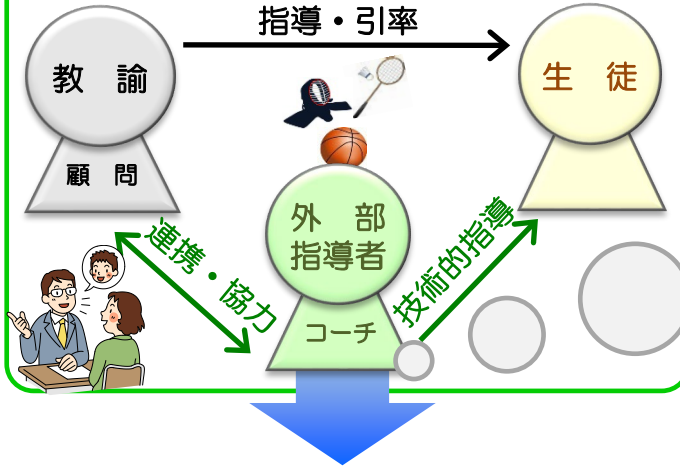 指導・引率
教 諭
生 徒
顧 問
外 部
指導者
連携・協力
技術的指導
コーチ